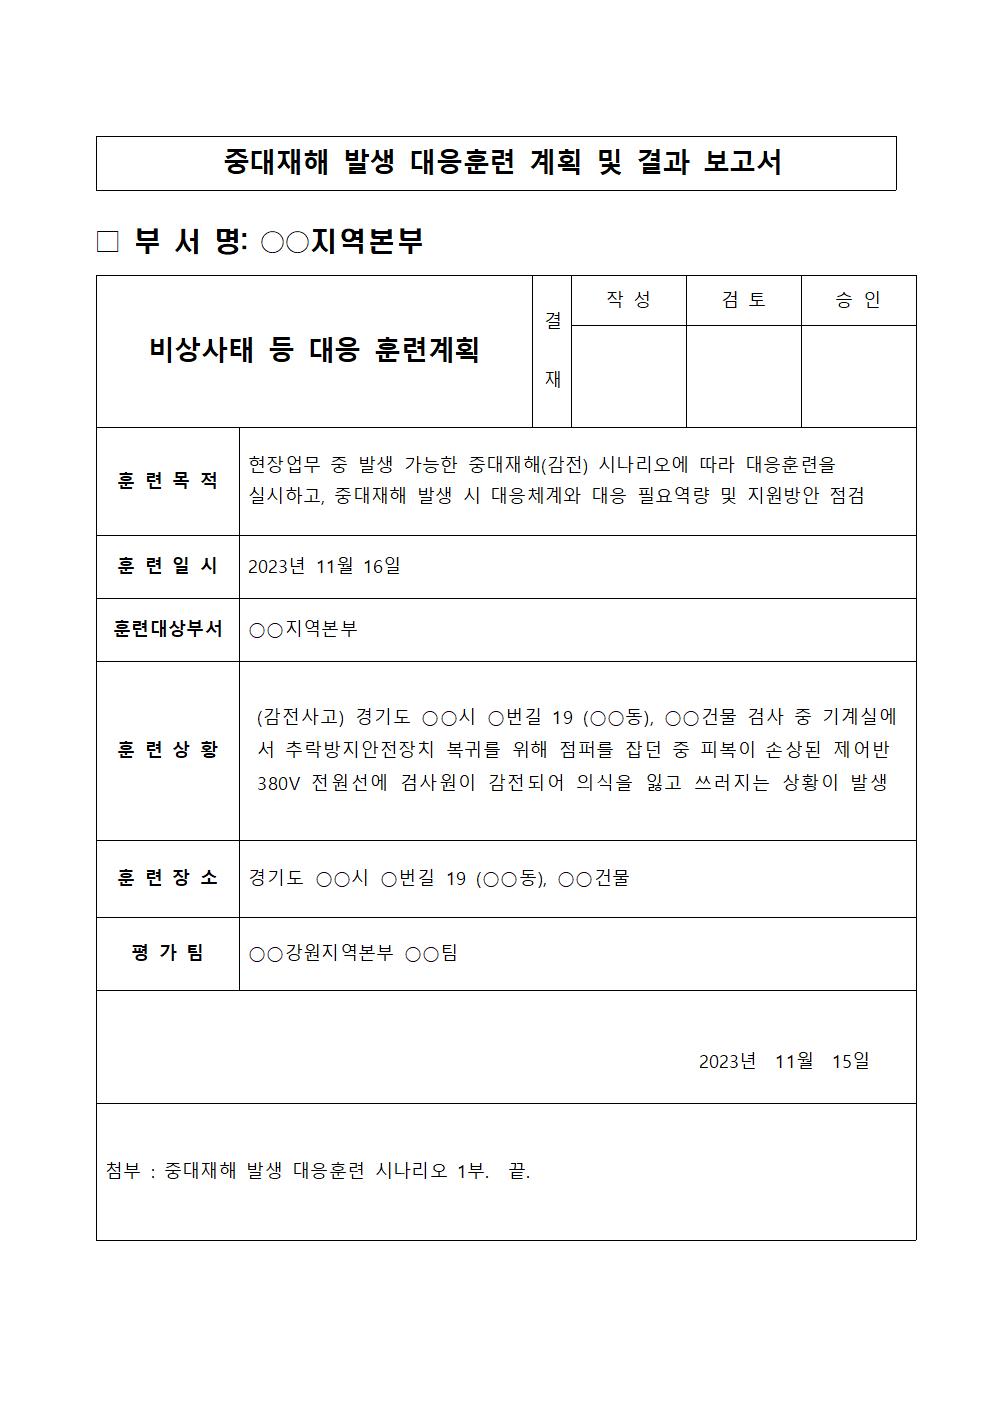 중대재해 발생 대응훈련 계획 및 결과 보고서
□ 부 서 명: ○○지역본부
비상사태 등 대응 훈련계획
결
재
작 성
검 토
승 인
훈 련 목 적
현장업무 중 발생 가능한 중대재해(감전) 시나리오에 따라 대응훈련을
실시하고, 중대재해 발생 시 대응체계와 대응 필요역량 및 지원방안 점검
훈 련 일 시
2023년 11월 16일
훈련대상부서
○○지역본부
훈 련 상 황
(감전사고) 경기도 ○○시 ○번길 19 (○○동), ○○건물 검사 중 기계실에
서 추락방지안전장치 복귀를 위해 점퍼를 잡던 중 피복이 손상된 제어반
380V 전원선에 검사원이 감전되어 의식을 잃고 쓰러지는 상황이 발생
훈 련 장 소
경기도 ○○시 ○번길 19 (○○동), ○○건물
평 가 팀
○○강원지역본부 ○○팀
2023년 11월 15일
첨부 : 중대재해 발생 대응훈련 시나리오 1부. 끝.